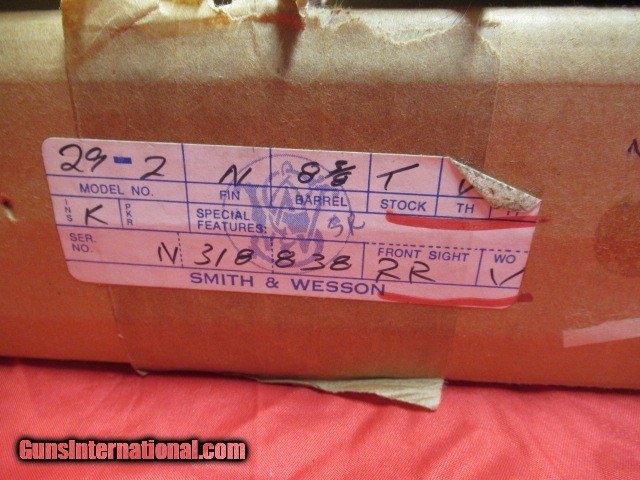 29-2 N 8 3/8 T
MODEL NO. FIN BARREL STOCK TH
INS K PKR SPECIAL FEATURES:
SER. NO. N 318 838 FRONT SIGHT RR WO
SMITH & WESSON
GunsInternational.com